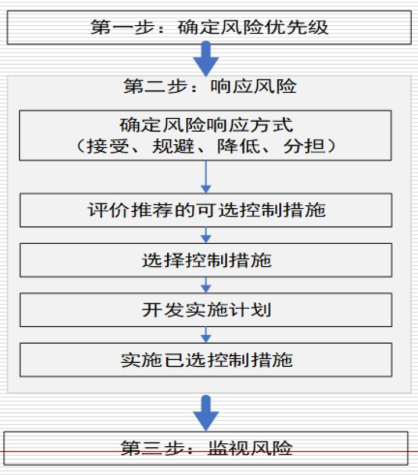 第一步：确定风险优先级
第二步：响应风险
确定风险响应方式
（接受、规避、降低、分担）
评价推荐的可选控制措施
选择控制措施
开发实施计划
实施已选控制措施
第三步：监视风险